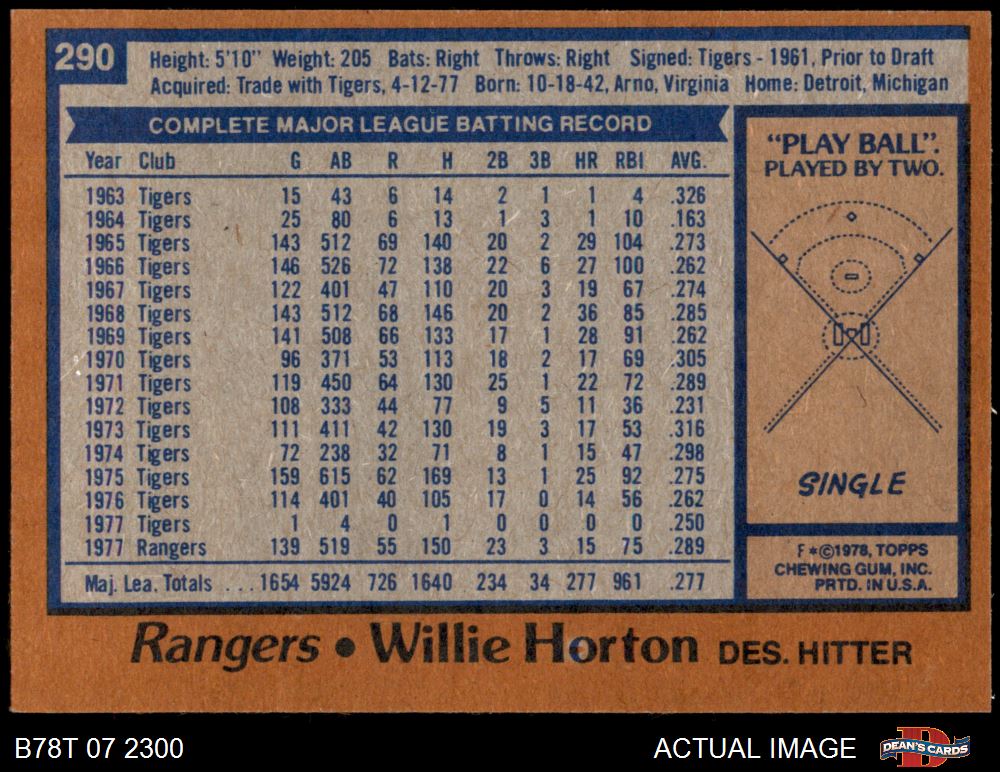 290
Height: 5'10" Weight: 205 Bats: Right Throws: Right Signed: Tigers - 1961, Prior to Draft
Acquired: Trade with Tigers, 4-12-77 Born: 10-18-42, Arno, Virginia Home: Detroit, Michigan
COMPLETE MAJOR LEAGUE BATTING RECORD
Year Club G AB R H 2B 3B HR RBI AVG.
1963 Tigers 15 43 6 14 2 1 1 4 .326
1964 Tigers 25 80 6 13 1 3 1 10 .163
1965 Tigers 143 512 69 140 20 2 29 104 .273
1966 Tigers 146 526 72 138 22 6 27 100 .262
1967 Tigers 122 401 47 110 20 3 19 67 .274
1968 Tigers 143 512 68 146 20 2 36 85 .285
1969 Tigers 141 508 66 133 17 1 28 91 .262
1970 Tigers 96 371 53 113 18 2 17 69 .305
1971 Tigers 119 450 64 130 25 1 22 72 .289
1972 Tigers 108 333 44 77 9 5 11 36 .231
1973 Tigers 111 411 42 130 19 3 17 53 .316
1974 Tigers 72 238 32 71 8 1 15 47 .298
1975 Tigers 159 615 62 169 13 1 25 92 .275
1976 Tigers 114 401 40 105 17 0 14 56 .262
1977 Tigers 1 4 0 1 0 0 0 0 .250
1977 Rangers 139 519 55 150 23 3 15 75 .289
Maj. Lea. Totals . . . 1654 5924 726 1640 234 34 277 961 .277
"PLAY BALL".
PLAYED BY TWO.
SINGLE
F*©1978, TOPPS
CHEWING GUM, INC.
PRTD. IN U.S.A.
Rangers • Willie Horton DES. HITTER
B78T 07 2300
ACTUAL IMAGE
D
DEAN'S CARDS